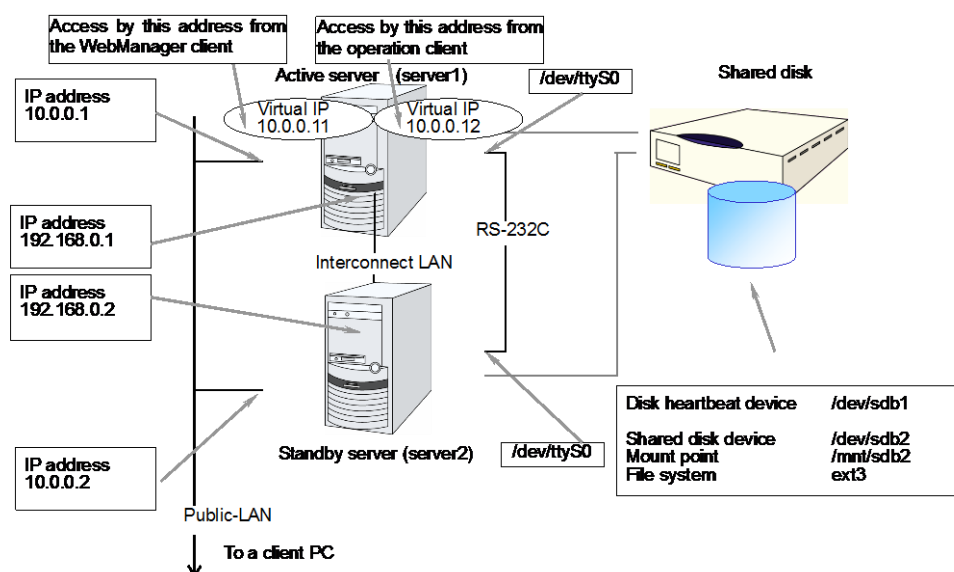 Access by this address from
the WebManager client
Access by this address from
the operation client
Active server (server1)
/dev/ttyS0
Shared disk
IP address
10.0.0.1
Virtual IP
10.0.0.11
Virtual IP
10.0.0.12
IP address
192.168.0.1
RS-232C
Interconnect LAN
IP address
192.168.0.2
Disk heartbeat device /dev/sdb1
Shared disk device /dev/sdb2
Mount point /mnt/sdb2
File system ext3
IP address
10.0.0.2
Standby server (server2)
/dev/ttyS0
Public-LAN
To a client PC